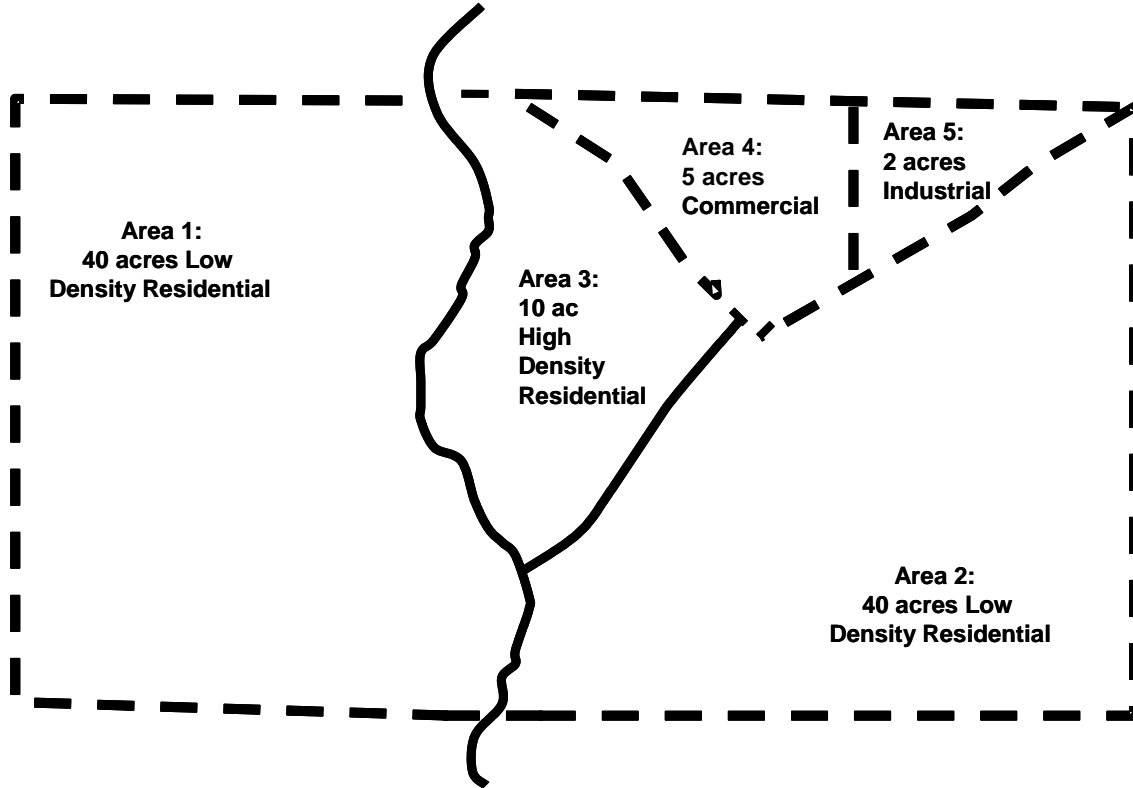 Area 1:
40 acres Low
Density Residential
Area 3:
10 ac
High
Density
Residential
Area 4:
5 acres
Commercial
Area 5:
2 acres
Industrial
Area 2:
40 acres Low
Density Residential